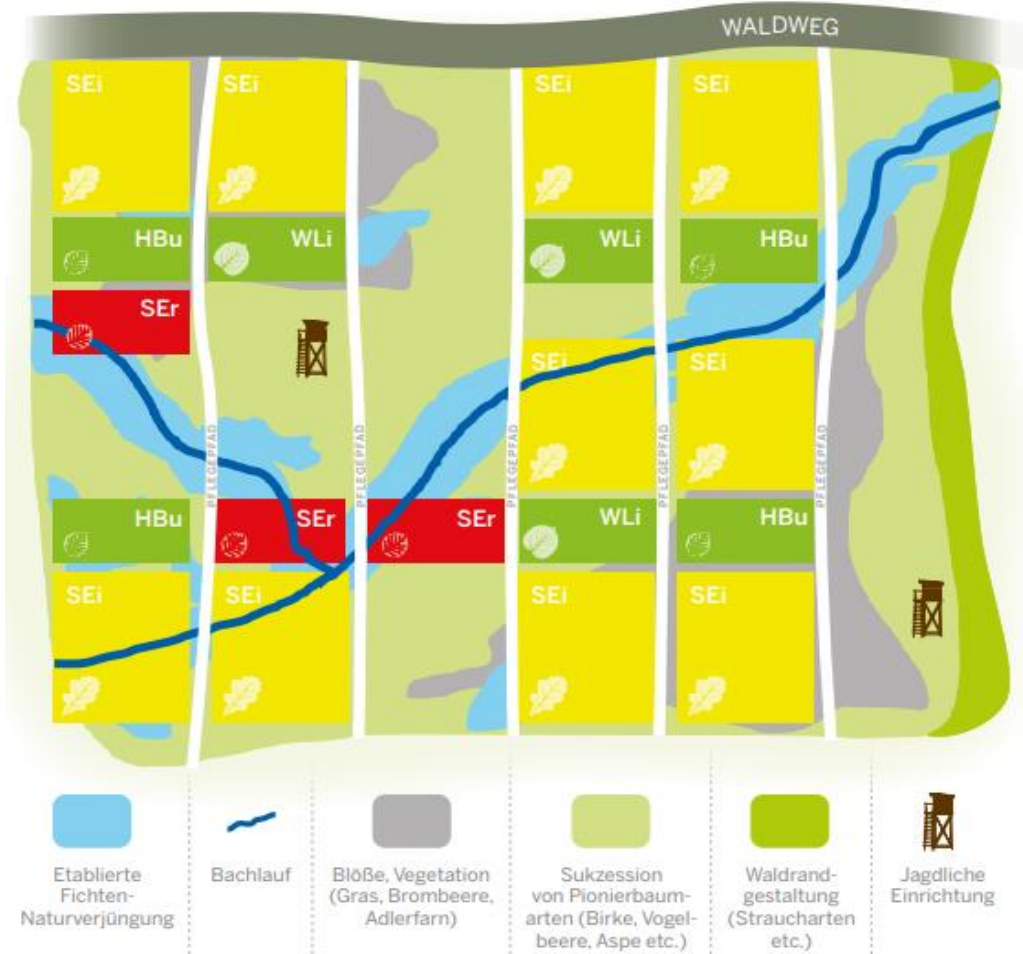 WALDWEG
SEi
SEi
SEi
SEi
HBu
WLi
WLi
HBu
SEr
SEi
SEi
PFLEGEPFAD
PFLEGEPFAD
PFLEGEPFAD
PFLEGEPFAD
PFLEGEPFAD
HBu
SEr
SEr
WLi
HBu
SEi
SEi
SEi
SEi
Etablierte
Fichten-
Naturverjüngung
Bachlauf
Blöße, Vegetation
(Gras, Brombeere,
Adlerfarn)
Sukzession
von Pionierbaum-
arten (Birke, Vogel-
beere, Aspe etc.)
Waldrand-
gestaltung
(Straucharten
etc.)
Jagdliche
Einrichtung